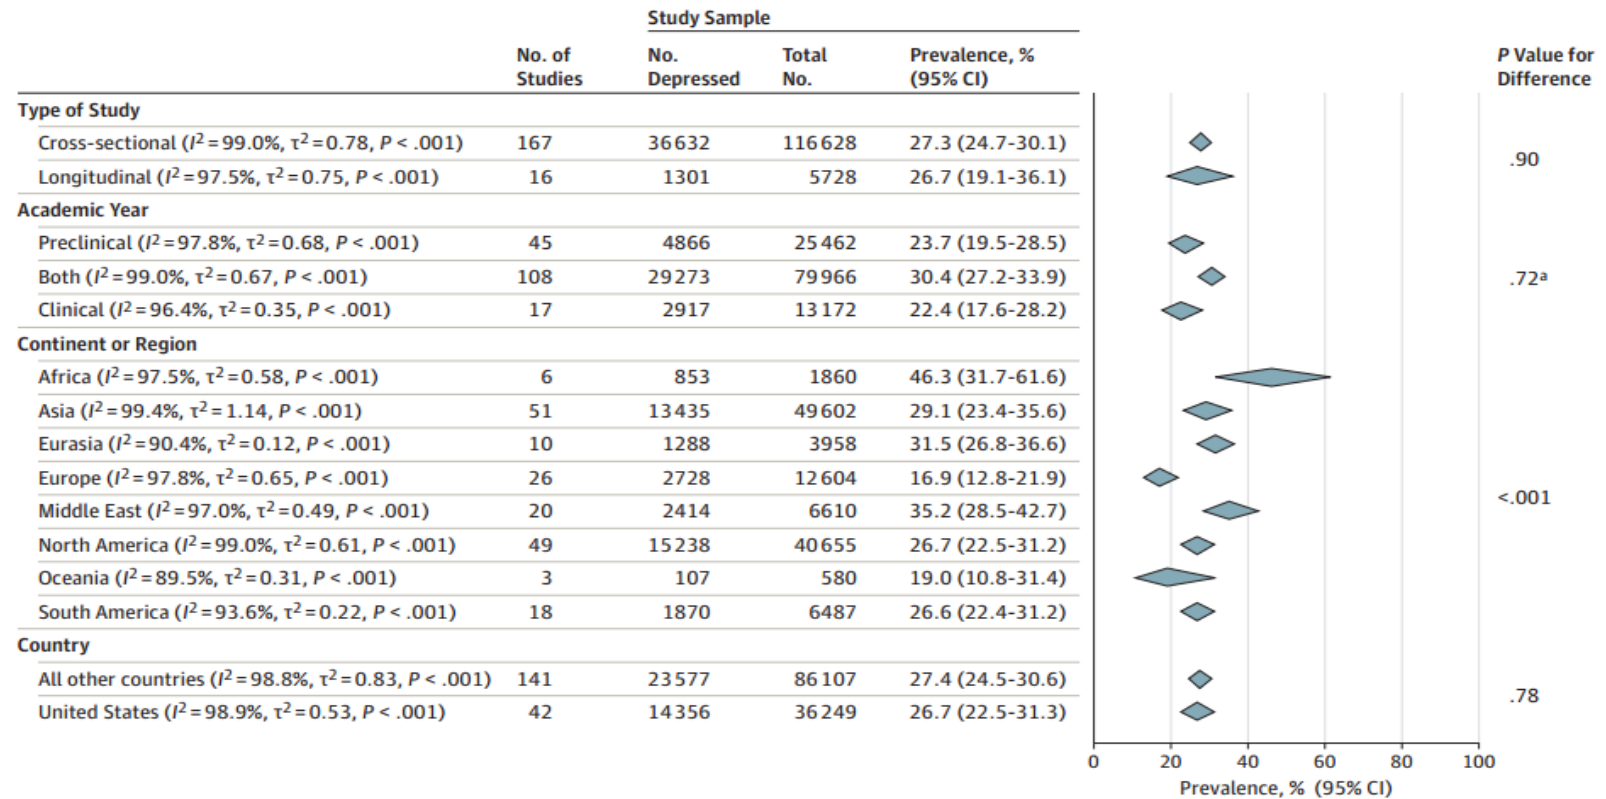 Study Sample
No. of Studies No. Depressed Total No. Prevalence, % (95% CI) P Value for Difference
Type of Study
Cross-sectional (I²=99.0%, τ²=0.78, P<.001) 167 36632 116628 27.3 (24.7-30.1)
.90
Longitudinal (I²=97.5%, τ²=0.75, P<.001) 16 1301 5728 26.7 (19.1-36.1)
Academic Year
Preclinical (I²=97.8%, τ²=0.68, P<.001) 45 4866 25462 23.7 (19.5-28.5)
Both (I²=99.0%, τ²=0.67, P<.001) 108 29273 79966 30.4 (27.2-33.9) .72ᵃ
Clinical (I²=96.4%, τ²=0.35, P<.001) 17 2917 13172 22.4 (17.6-28.2)
Continent or Region
Africa (I²=97.5%, τ²=0.58, P<.001) 6 853 1860 46.3 (31.7-61.6)
Asia (I²=99.4%, τ²=1.14, P<.001) 51 13435 49602 29.1 (23.4-35.6)
Eurasia (I²=90.4%, τ²=0.12, P<.001) 10 1288 3958 31.5 (26.8-36.6)
Europe (I²=97.8%, τ²=0.65, P<.001) 26 2728 12604 16.9 (12.8-21.9)
<.001
Middle East (I²=97.0%, τ²=0.49, P<.001) 20 2414 6610 35.2 (28.5-42.7)
North America (I²=99.0%, τ²=0.61, P<.001) 49 15238 40655 26.7 (22.5-31.2)
Oceania (I²=89.5%, τ²=0.31, P<.001) 3 107 580 19.0 (10.8-31.4)
South America (I²=93.6%, τ²=0.22, P<.001) 18 1870 6487 26.6 (22.4-31.2)
Country
All other countries (I²=98.8%, τ²=0.83, P<.001) 141 23577 86107 27.4 (24.5-30.6)
.78
United States (I²=98.9%, τ²=0.53, P<.001) 42 14356 36249 26.7 (22.5-31.3)
0 20 40 60 80 100
Prevalence, % (95% CI)